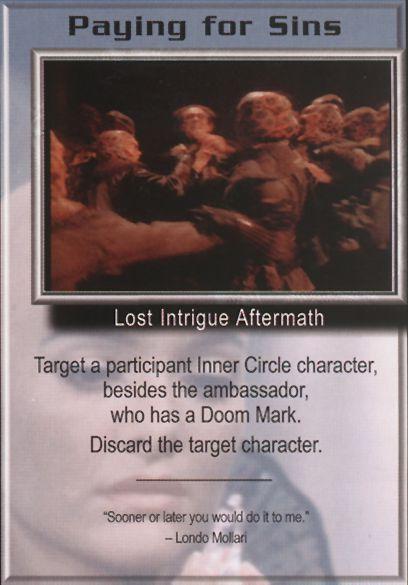 Paying for Sins
Lost Intrigue Aftermath
Target a participant Inner Circle character,
besides the ambassador,
who has a Doom Mark.
Discard the target character.
“Sooner or later you would do it to me.”
– Londo Mollari